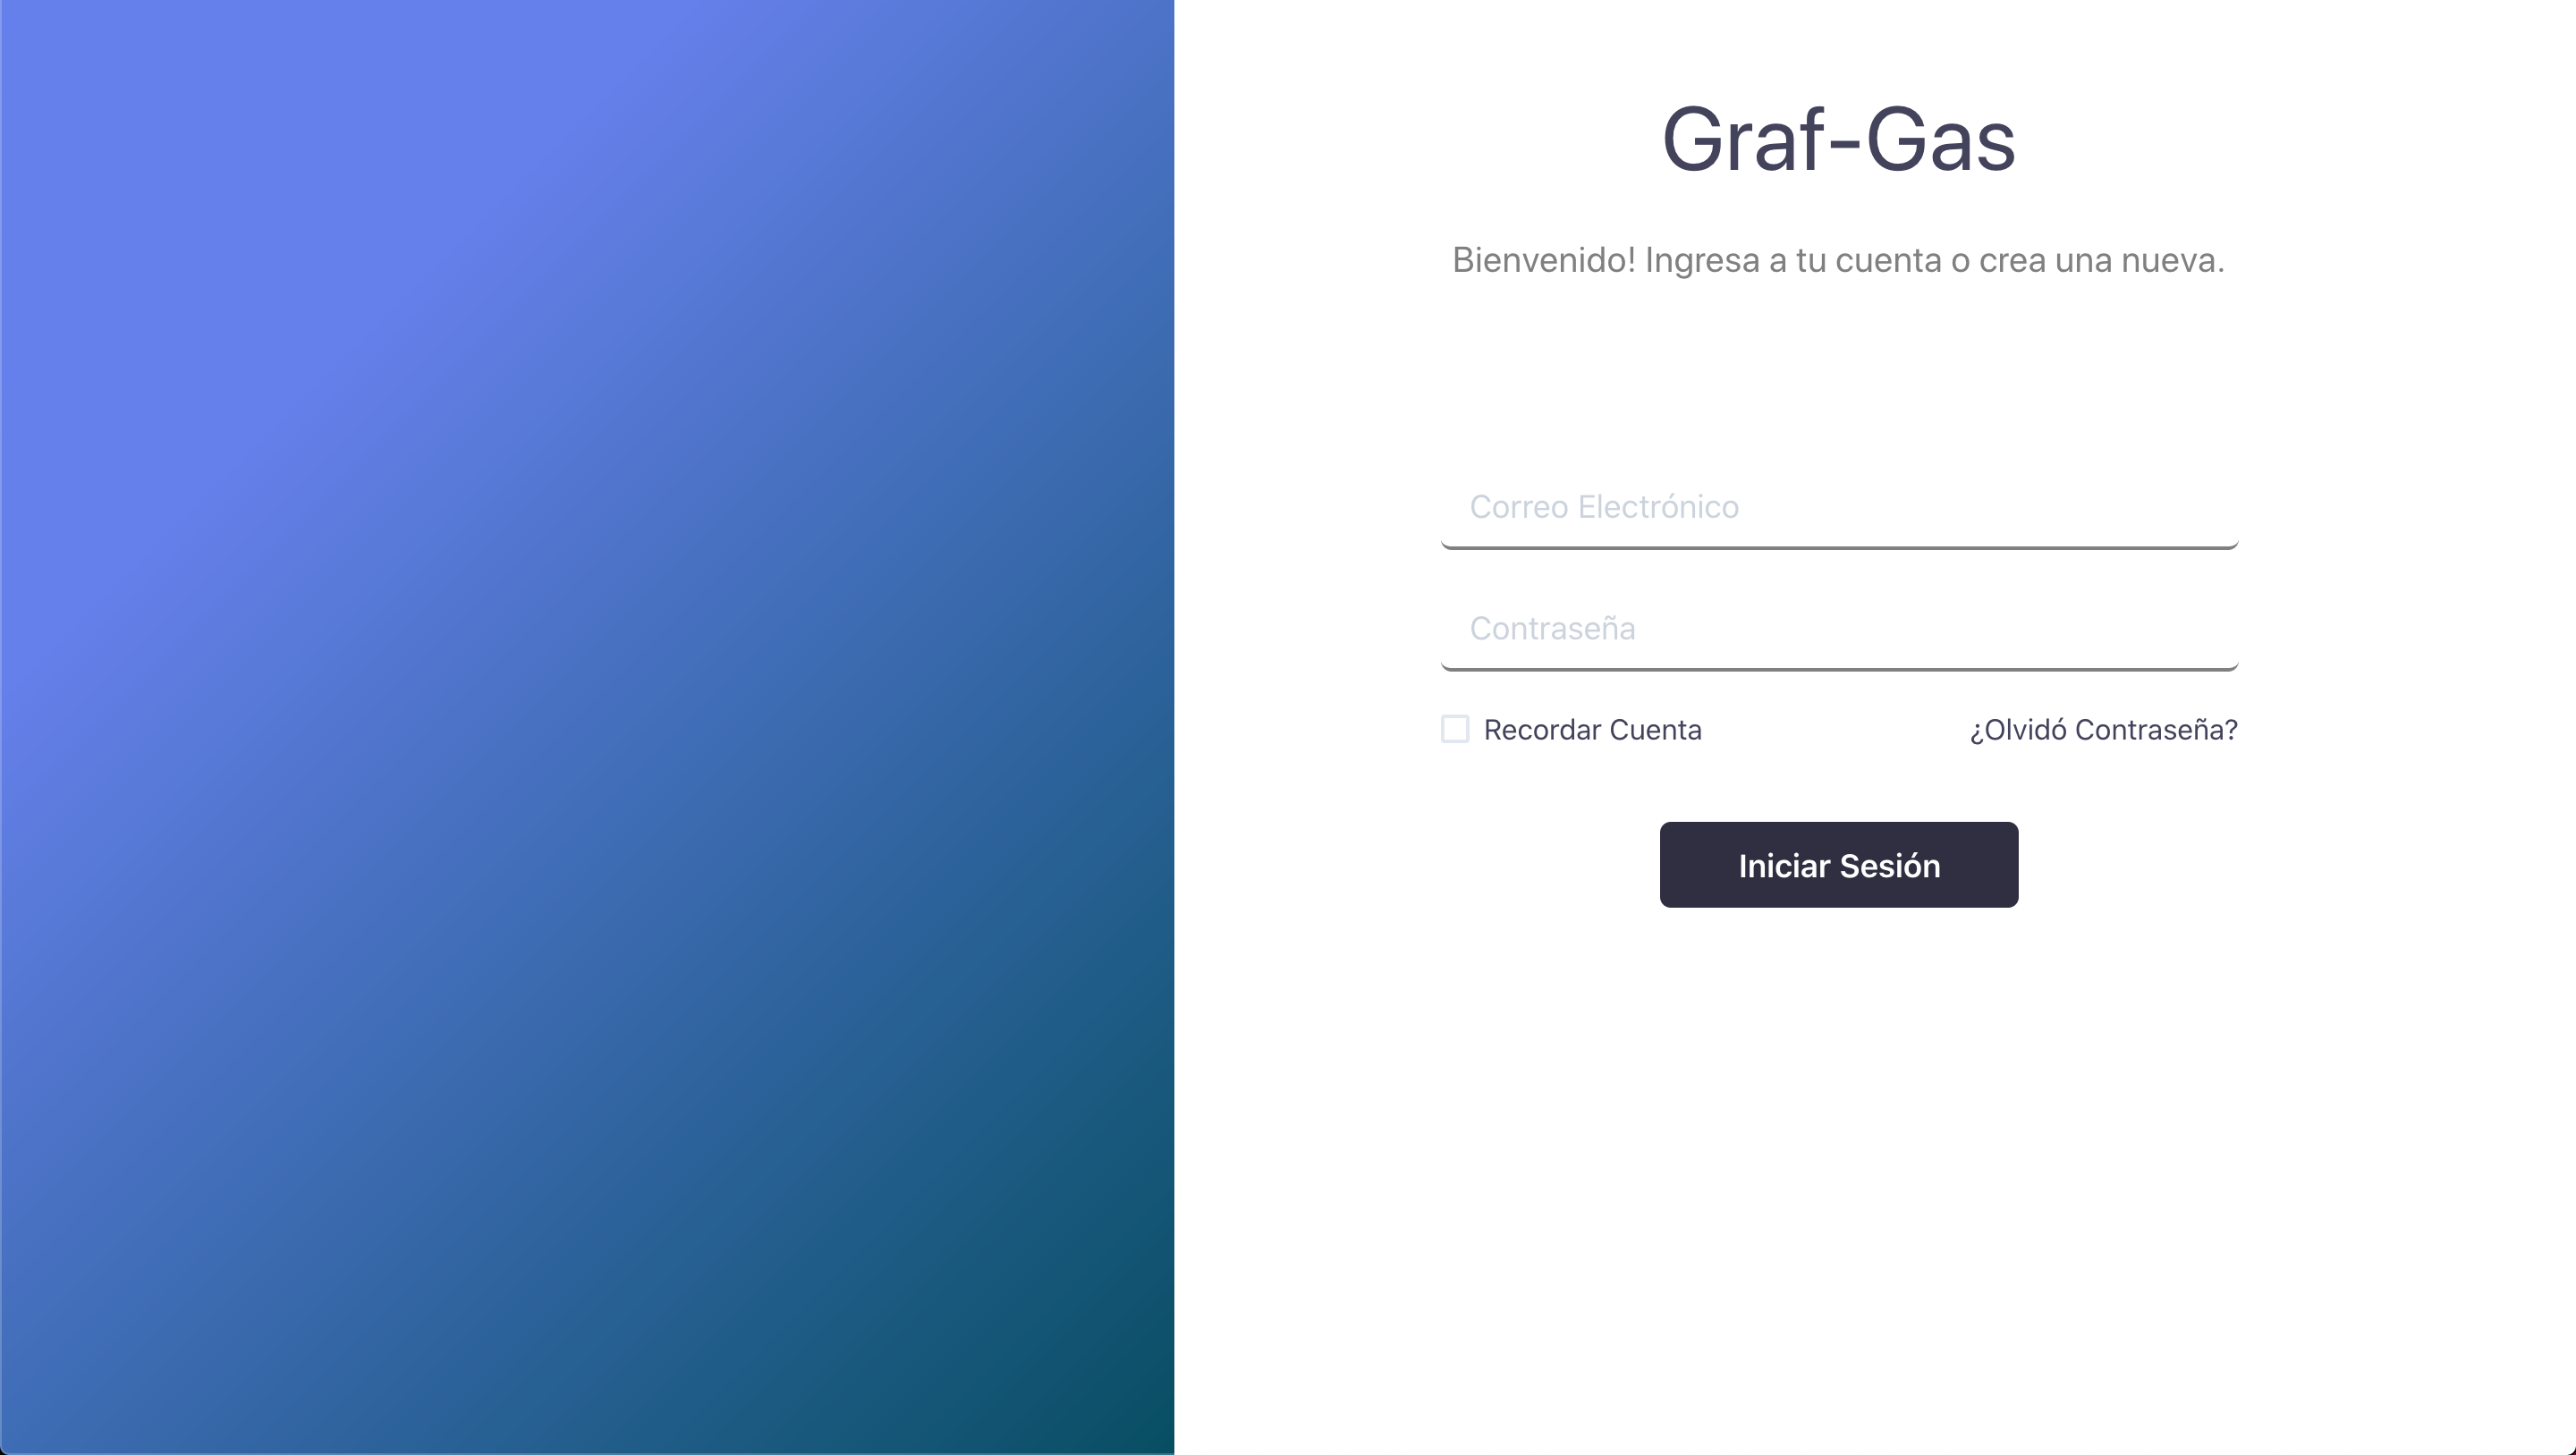 Graf-Gas
Bienvenido! Ingresa a tu cuenta o crea una nueva.
Correo Electrónico
Contraseña
Recordar Cuenta
¿Olvidó Contraseña?
Iniciar Sesión